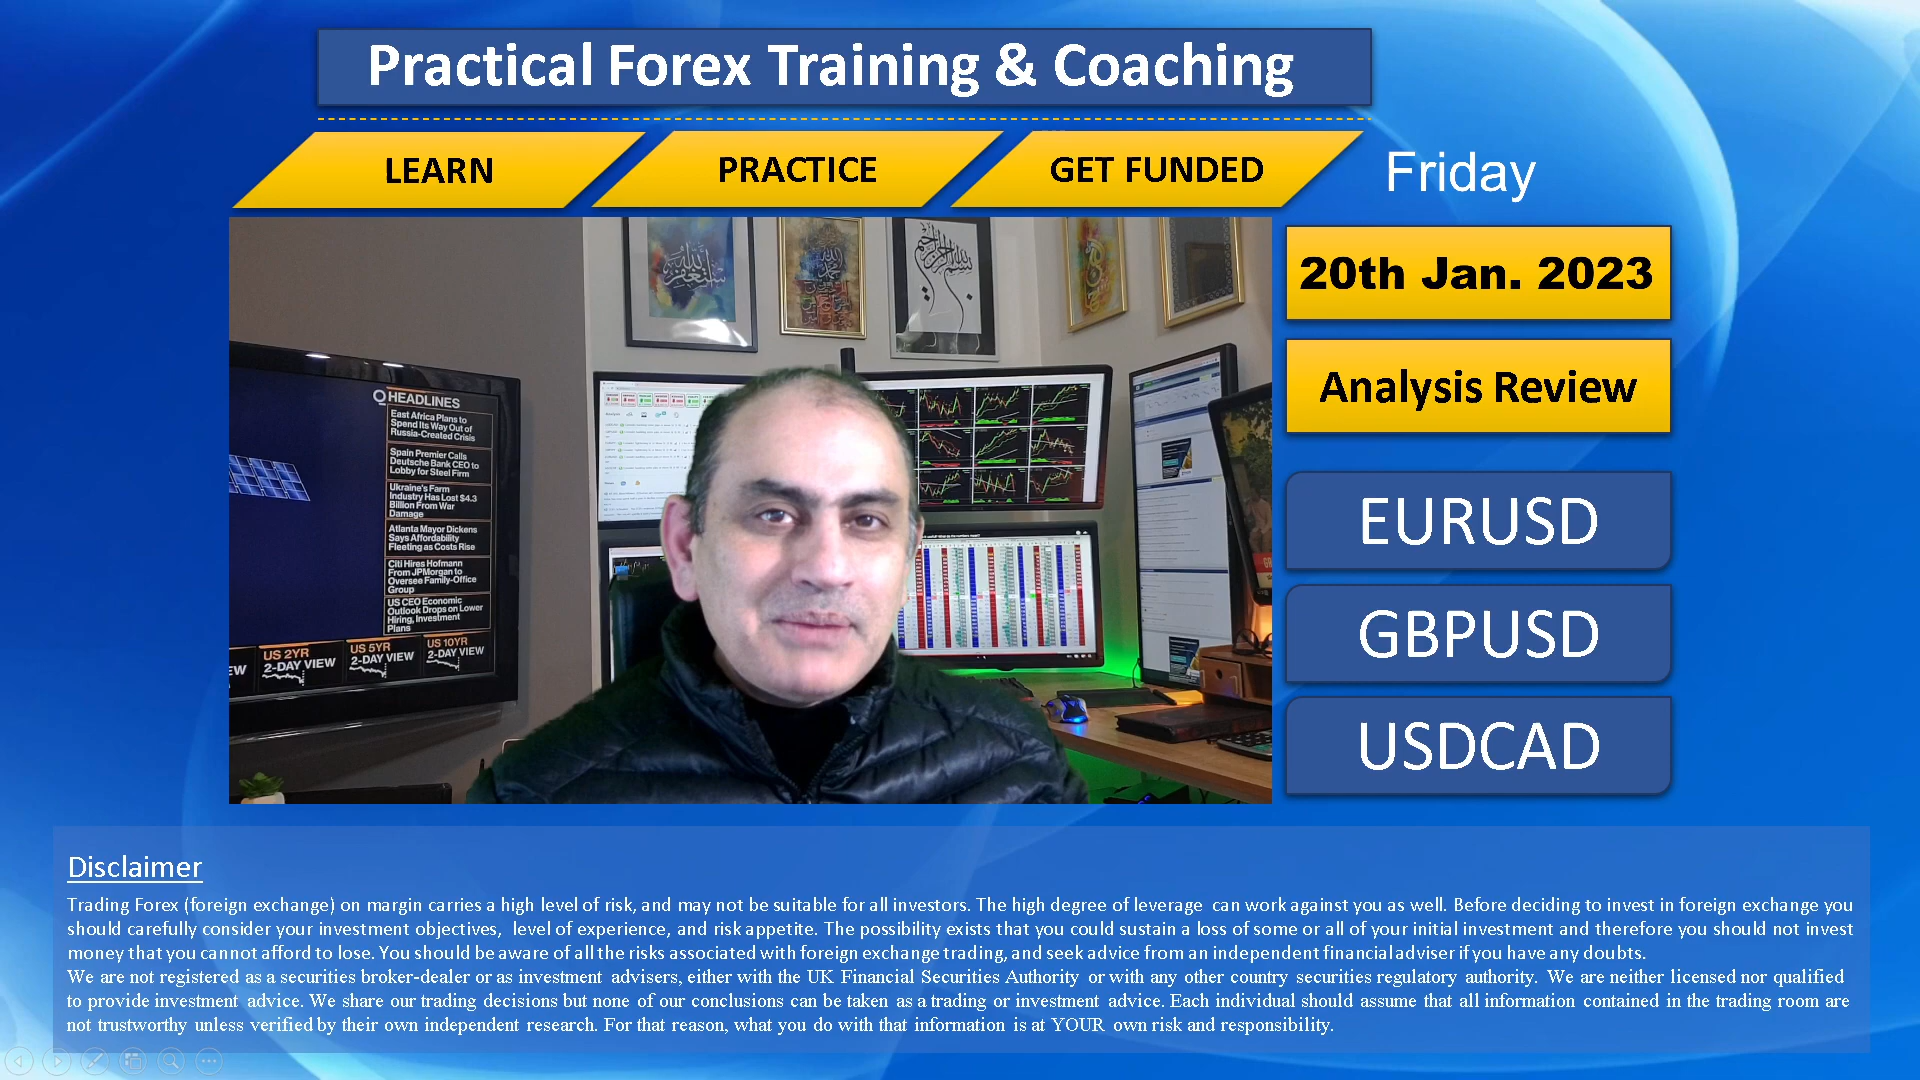 Practical Forex Training & Coaching
LEARN
PRACTICE
GET FUNDED
Friday
20th Jan. 2023
Analysis Review
EURUSD
GBPUSD
USDCAD
HEADLINES
East Africa Plans to
Spend Its Way Out of
Russia-Created Crisis
Spain Premier Calls
Deutsche Bank CEO to
Lobby for Steel Firm
Ukraine's Farm
Industry Has Lost $4.3
Billion From War
Damage
Atlanta Mayor Dickens
Says Affordability
Fleeting as Costs Rise
Citi Hires Hofmann
From JPMorgan to
Oversee Family-Office
Group
US CEO Economic
Outlook Drops on Lower
Hiring, Investment
Plans
EW
US 2YR
2-DAY VIEW
US 5YR
2-DAY VIEW
US 10YR
2-DAY VIEW
Disclaimer
Trading Forex (foreign exchange) on margin carries a high level of risk, and may not be suitable for all investors. The high degree of leverage can work against you as well. Before deciding to invest in foreign exchange you
should carefully consider your investment objectives, level of experience, and risk appetite. The possibility exists that you could sustain a loss of some or all of your initial investment and therefore you should not invest
money that you cannot afford to lose. You should be aware of all the risks associated with foreign exchange trading, and seek advice from an independent financial adviser if you have any doubts.
We are not registered as a securities broker-dealer or as investment advisers, either with the UK Financial Securities Authority or with any other country securities regulatory authority. We are neither licensed nor qualified
to provide investment advice. We share our trading decisions but none of our conclusions can be taken as a trading or investment advice. Each individual should assume that all information contained in the trading room are
not trustworthy unless verified by their own independent research. For that reason, what you do with that information is at YOUR own risk and responsibility.